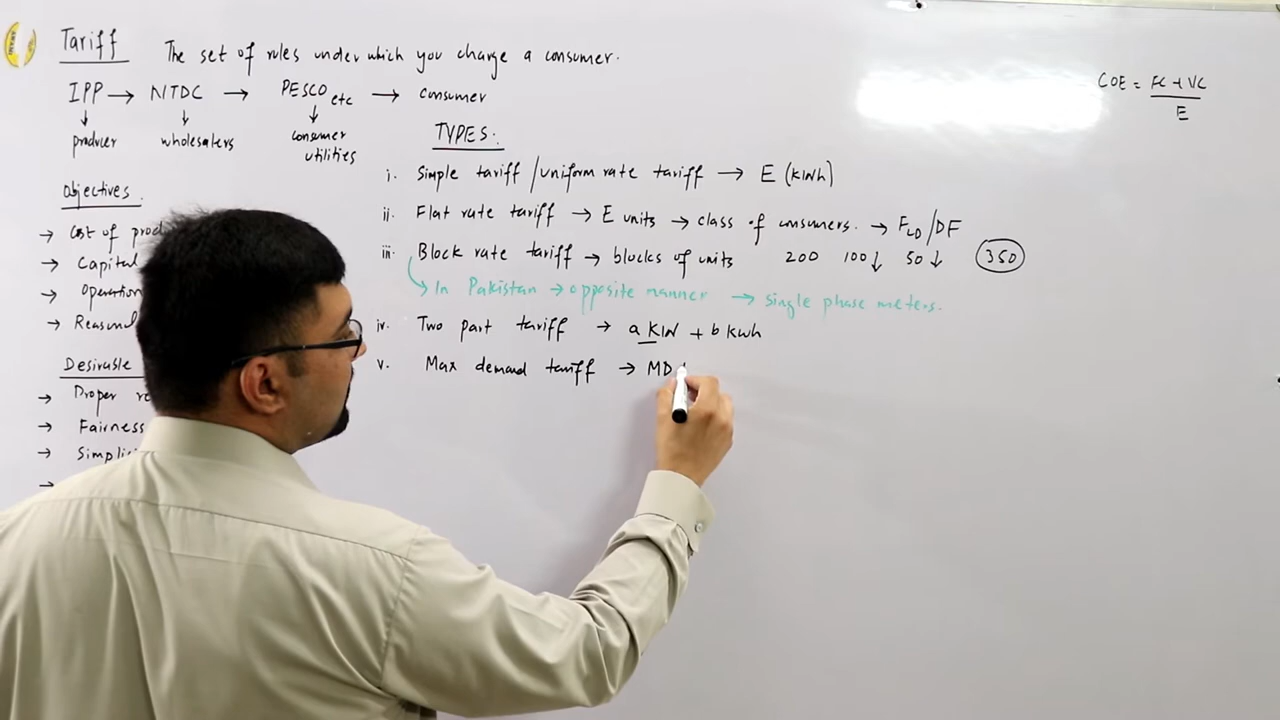 Tariff The set of rules under which you charge a consumer.
IPP → NTDC → PESCO etc → consumer
↓ ↓ ↓
producer wholesalers consumer utilities
COE = FC + VC / E
Objectives.
→ Cost of prod
→ Capital
→ Operation
→ Reason
Desirable
→ Proper re
→ Fairness
→ Simpli
→
TYPES:
i. Simple tariff / uniform rate tariff → E (kWh)
ii. Flat rate tariff → E units → class of consumers. → FLD/DF
iii. Block rate tariff → blocks of units 200 100↓ 50↓ 350
↳ In Pakistan → opposite manner → single phase meters.
iv. Two part tariff → a KW + b kwh
v. Max demand tariff → MD